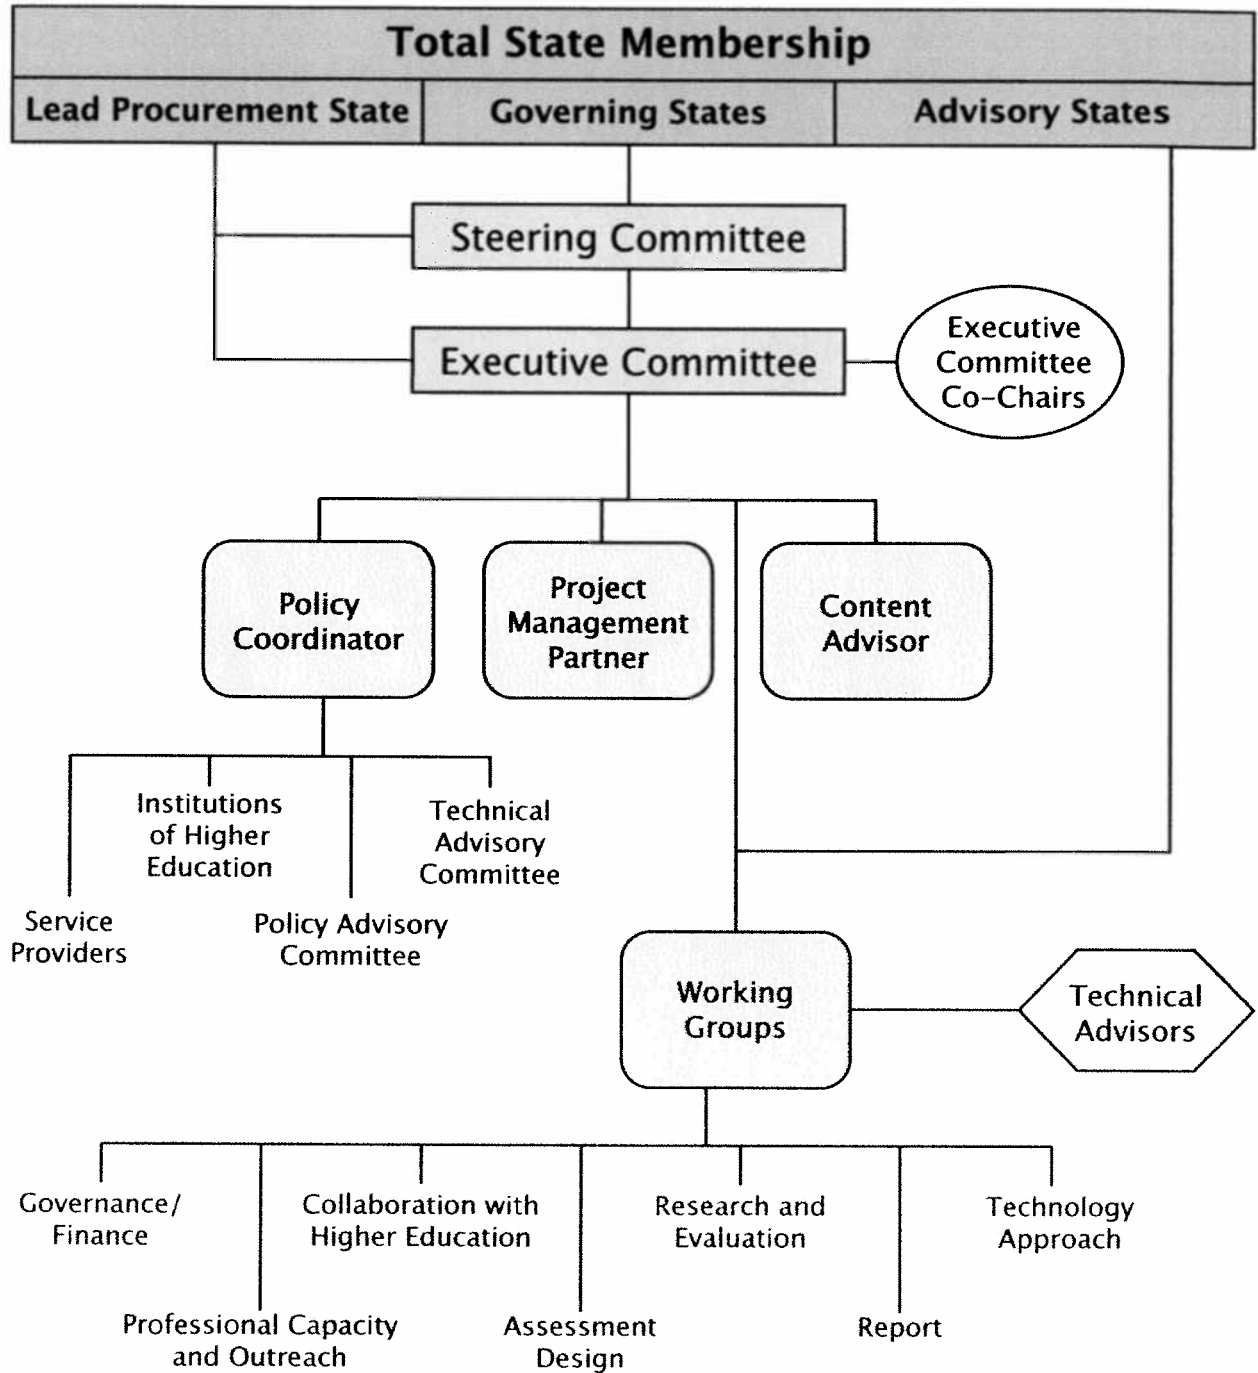 Total State Membership
Lead Procurement State
Governing States
Advisory States
Steering Committee
Executive Committee
Executive
Committee
Co-Chairs
Policy
Coordinator
Project
Management
Partner
Content
Advisor
Institutions
of Higher
Education
Technical
Advisory
Committee
Service
Providers
Policy Advisory
Committee
Working
Groups
Technical
Advisors
Governance/
Finance
Collaboration with
Higher Education
Research and
Evaluation
Technology
Approach
Professional Capacity
and Outreach
Assessment
Design
Report